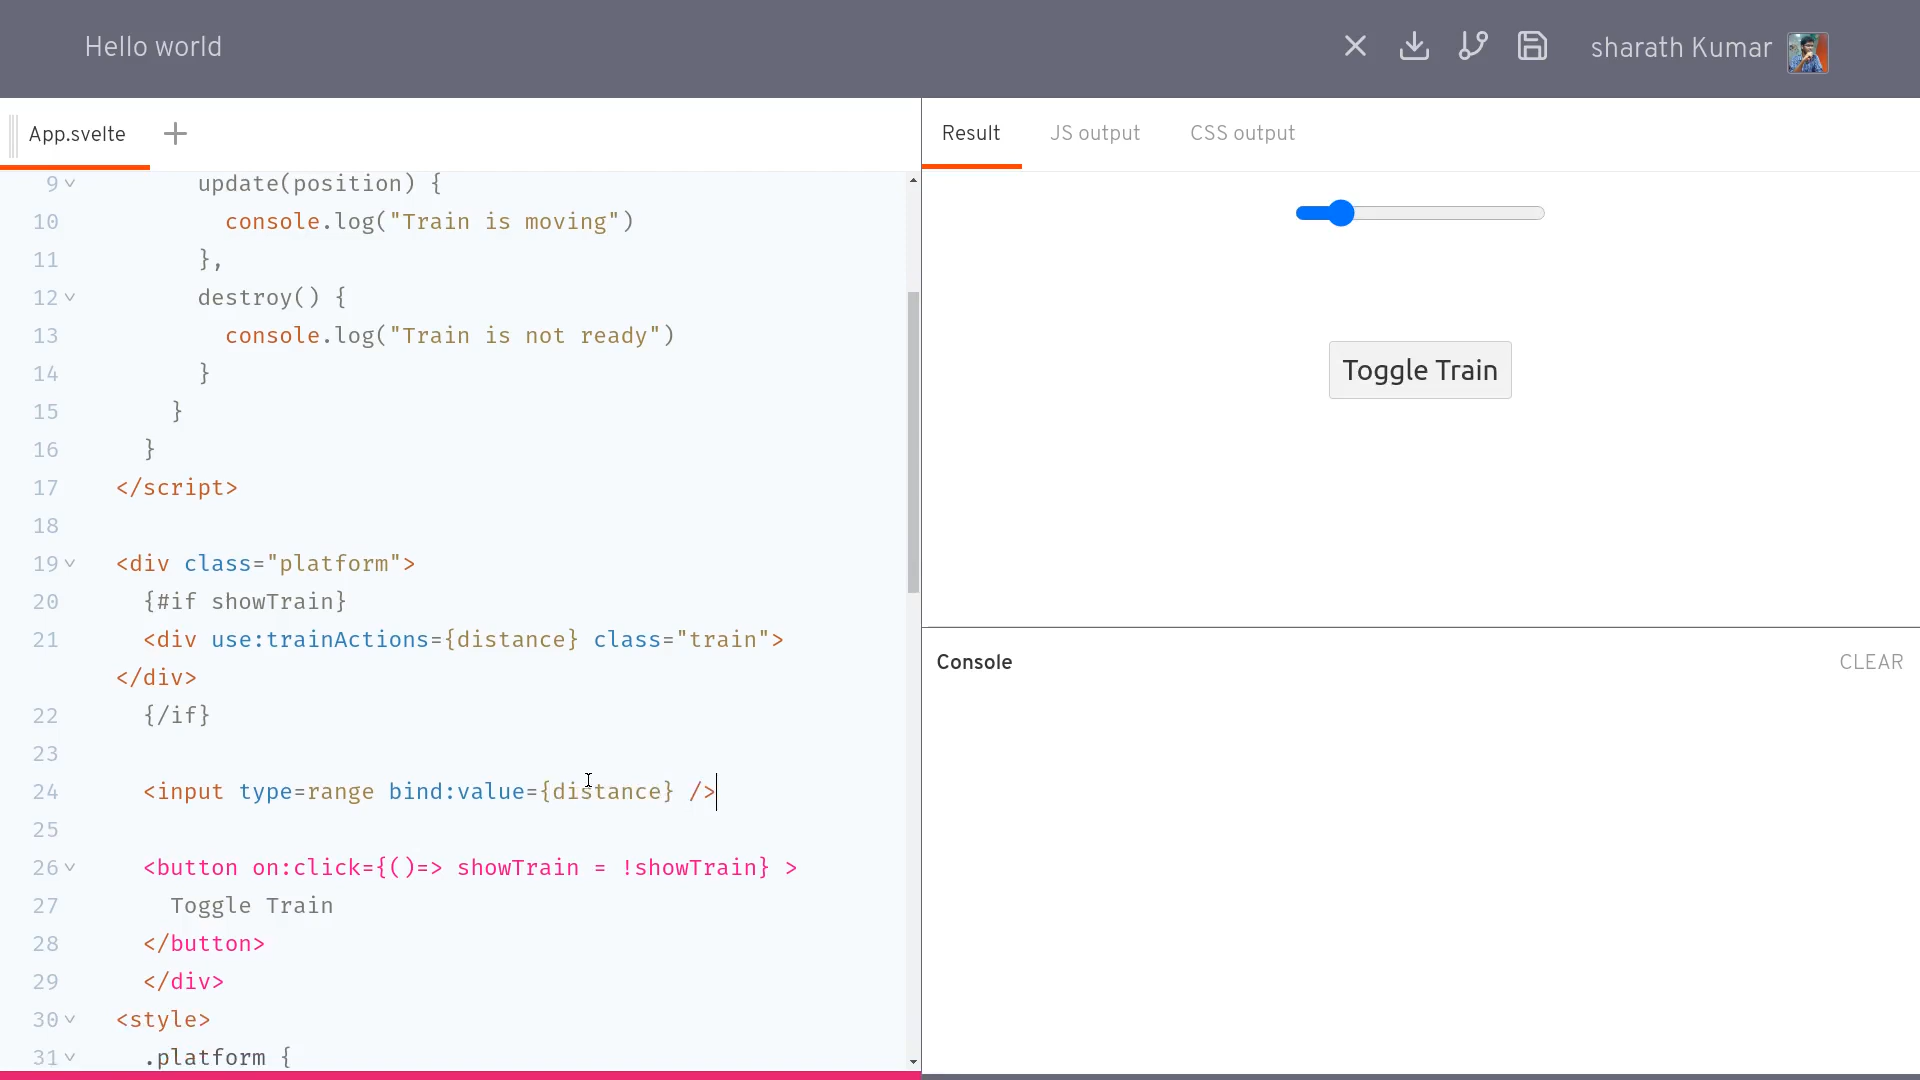 Hello world
sharath Kumar
App.svelte
Result JS output CSS output
9 update(position) {
10 console.log("Train is moving")
11 },
12 destroy() {
13 console.log("Train is not ready")
14 }
15 }
16 }
17 </script>
18
19 <div class="platform">
20 {#if showTrain}
21 <div use:trainActions={distance} class="train">
</div>
22 {/if}
23
24 <input type=range bind:value={distance} />
25
26 <button on:click={()=> showTrain = !showTrain} >
27 Toggle Train
28 </button>
29 </div>
30 <style>
31 .platform {
Toggle Train
Console
CLEAR